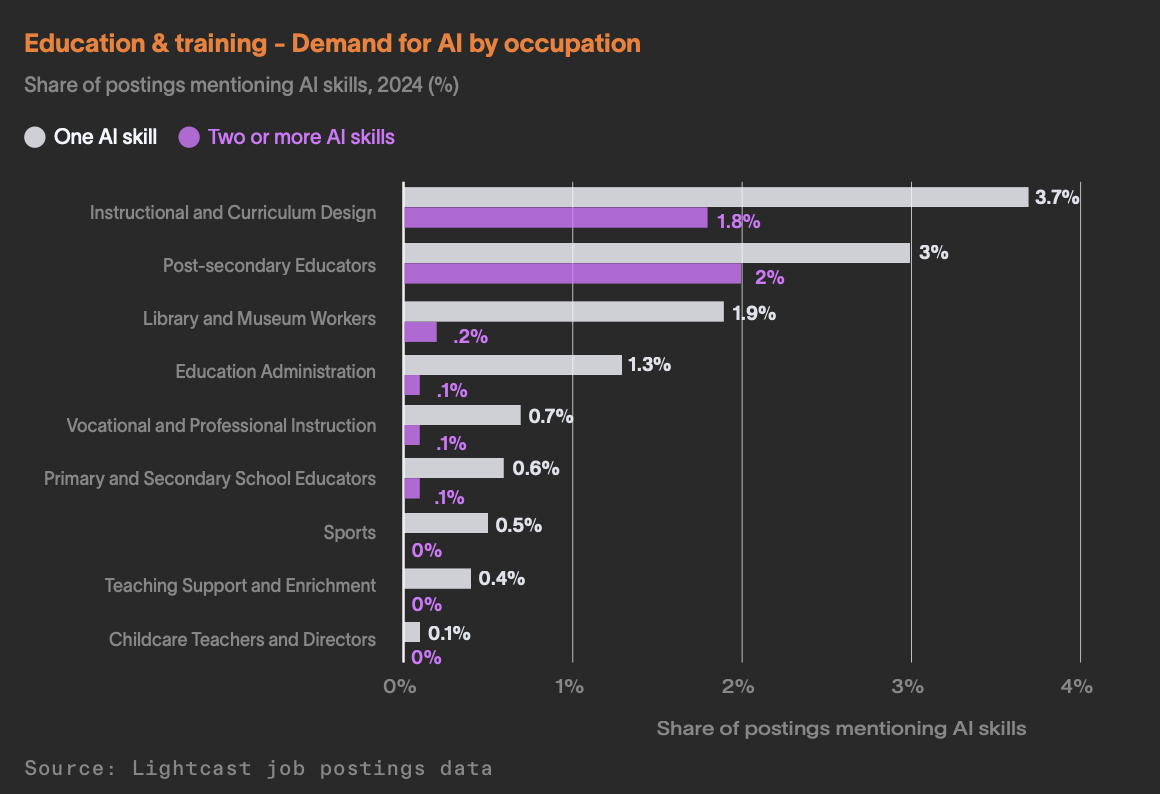 Education & training - Demand for AI by occupation
Share of postings mentioning AI skills, 2024 (%)
One AI skill Two or more AI skills
Instructional and Curriculum Design 3.7%
1.8%
Post-secondary Educators 3%
2%
Library and Museum Workers 1.9%
.2%
Education Administration 1.3%
.1%
Vocational and Professional Instruction 0.7%
.1%
Primary and Secondary School Educators 0.6%
.1%
Sports 0.5%
0%
Teaching Support and Enrichment 0.4%
0%
Childcare Teachers and Directors 0.1%
0%
0% 1% 2% 3% 4%
Share of postings mentioning AI skills
Source: Lightcast job postings data